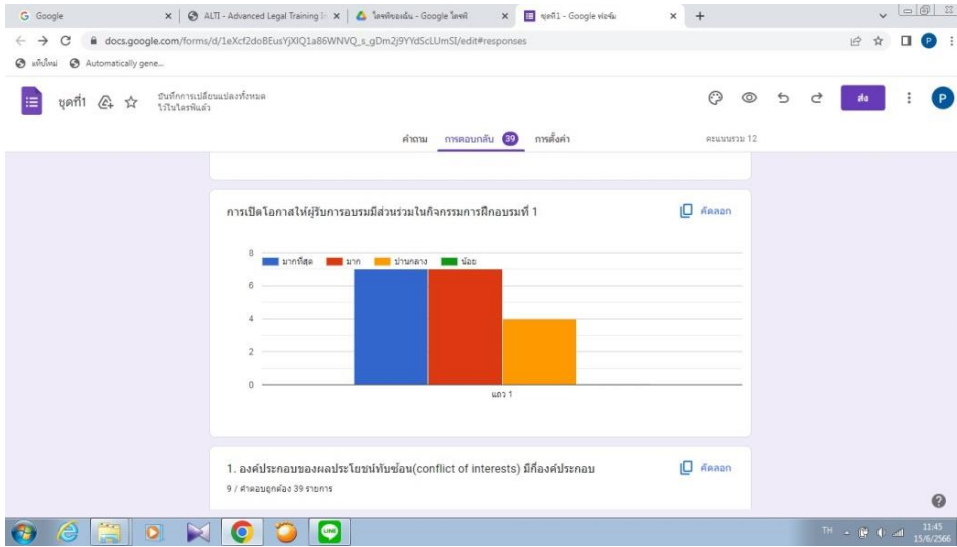 Google
ALTI - Advanced Legal Training I
ไดรฟ์ของฉัน - Google ไดรฟ์
ชุดที่1 - Google ฟอร์ม
docs.google.com/forms/d/1eXcf2do8EusYjXlQ1a86WNVQ_s_gDm2j9YYdScLUmSI/edit#responses
P
แท็บใหม่
Automatically gene...
ชุดที่1
บันทึกการเปลี่ยนแปลงทั้งหมด
ไว้ในไดรฟ์แล้ว
ส่ง
P
คำถาม
การตอบกลับ 39
การตั้งค่า
คะแนนรวม 12
การเปิดโอกาสให้ผู้รับการอบรมมีส่วนร่วมในกิจกรรมการฝึกอบรมที่ 1
คัดลอก
8
มากที่สุด
มาก
ปานกลาง
น้อย
6
4
2
0
แถว 1
1. องค์ประกอบของผลประโยชน์ทับซ้อน(conflict of interests) มีกี่องค์ประกอบ
คัดลอก
9 / คำตอบถูกต้อง 39 รายการ
LINE
TH
11:45
15/6/2566